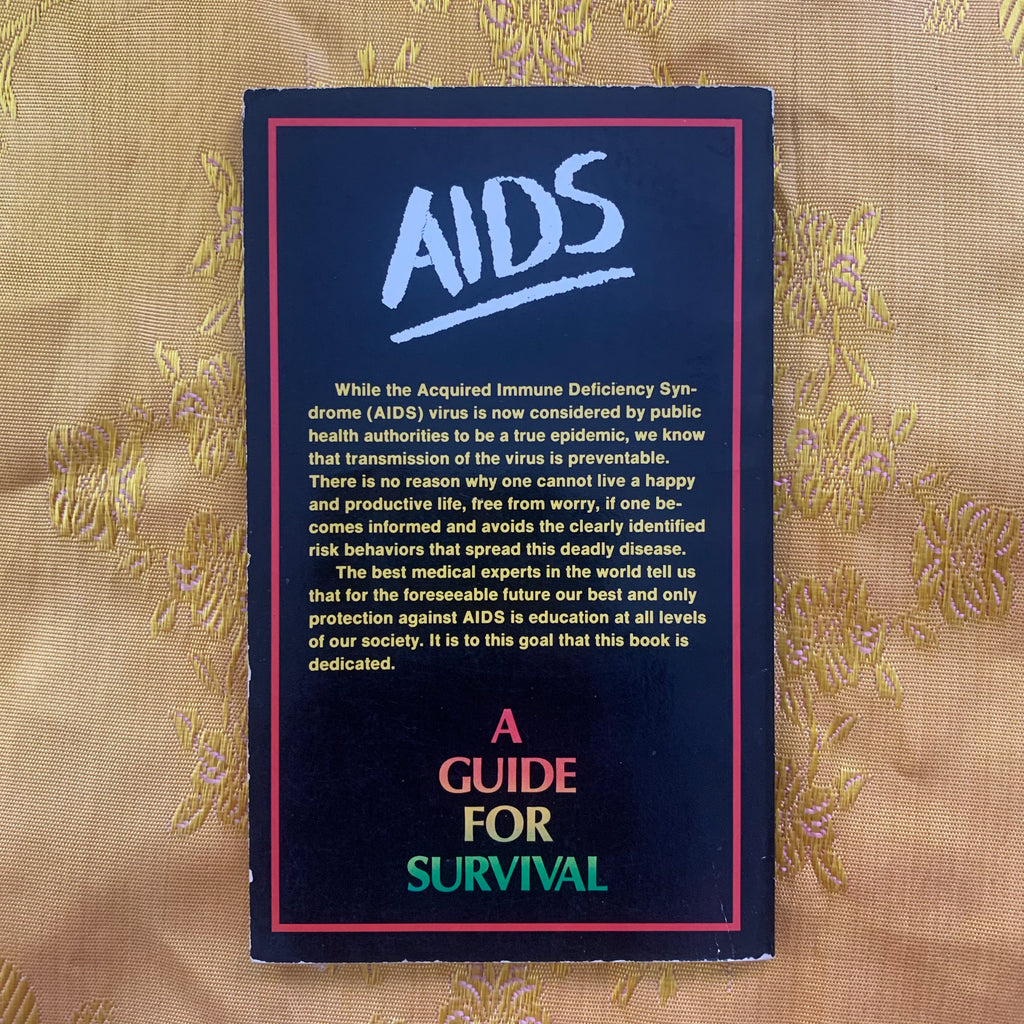 AIDS
While the Acquired Immune Deficiency Syn-
drome (AIDS) virus is now considered by public
health authorities to be a true epidemic, we know
that transmission of the virus is preventable.
There is no reason why one cannot live a happy
and productive life, free from worry, if one be-
comes informed and avoids the clearly identified
risk behaviors that spread this deadly disease.
The best medical experts in the world tell us
that for the foreseeable future our best and only
protection against AIDS is education at all levels
of our society. It is to this goal that this book is
dedicated.
A
GUIDE
FOR
SURVIVAL